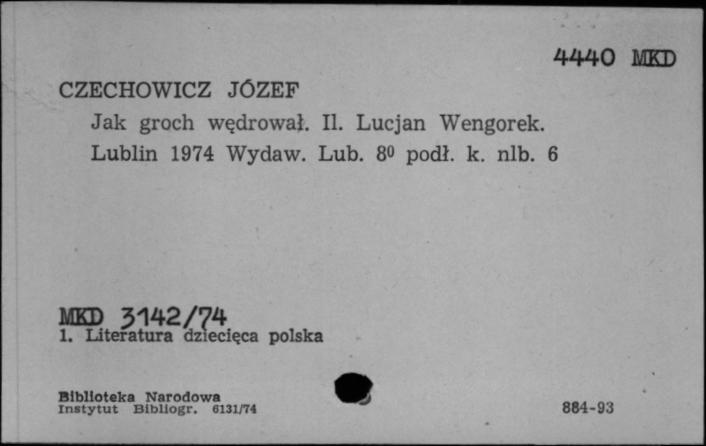 4440 MKD
CZECHOWICZ JÓZEF
Jak groch wędrował. Il. Lucjan Wengorek.
Lublin 1974 Wydaw. Lub. 8⁰ podł. k. nlb. 6
MKD 3142/74
1. Literatura dziecięca polska
Biblioteka Narodowa
Instytut Bibliogr. 6131/74
884-93